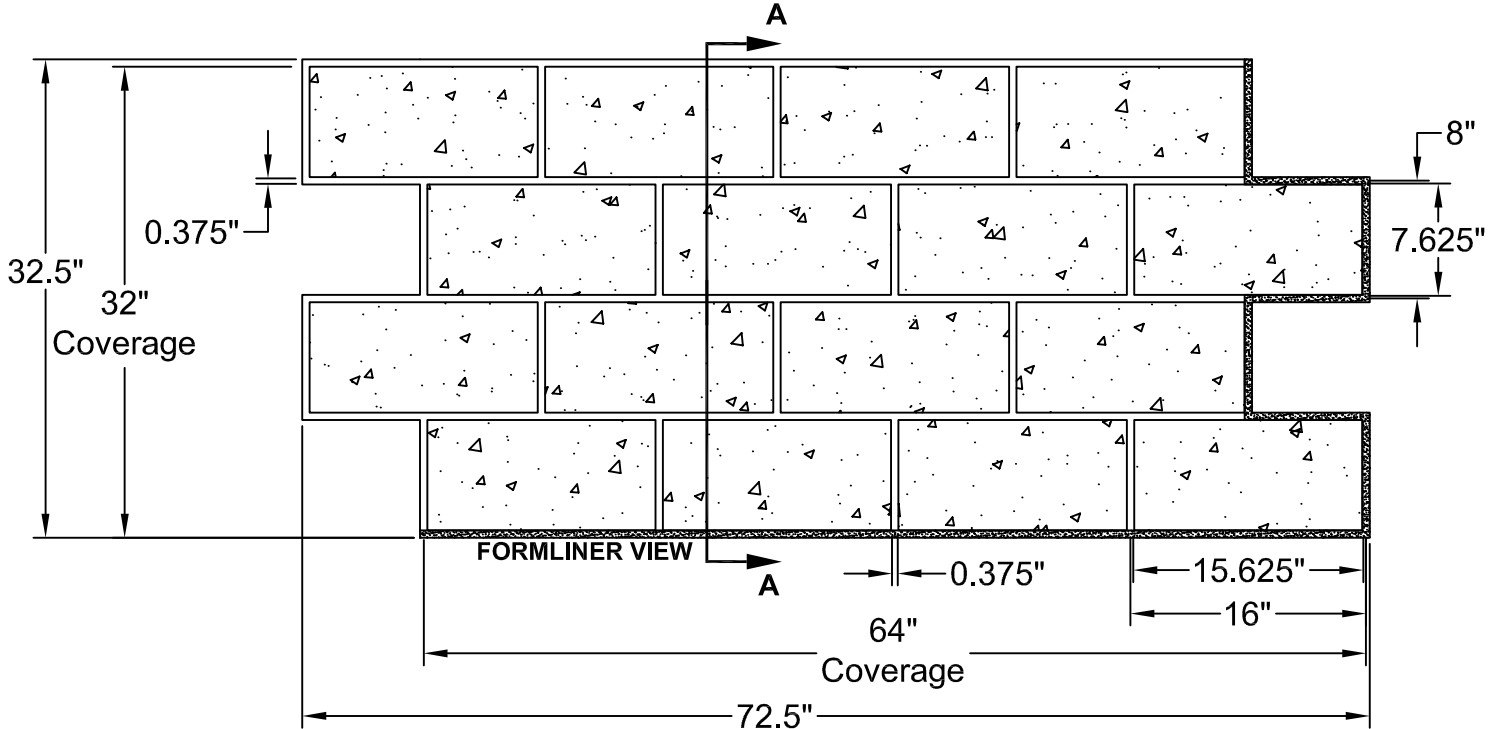 A
8"
0.375"
7.625"
32.5"
32"
Coverage
FORMLINER VIEW
A
0.375"
15.625"
16"
64"
Coverage
72.5"